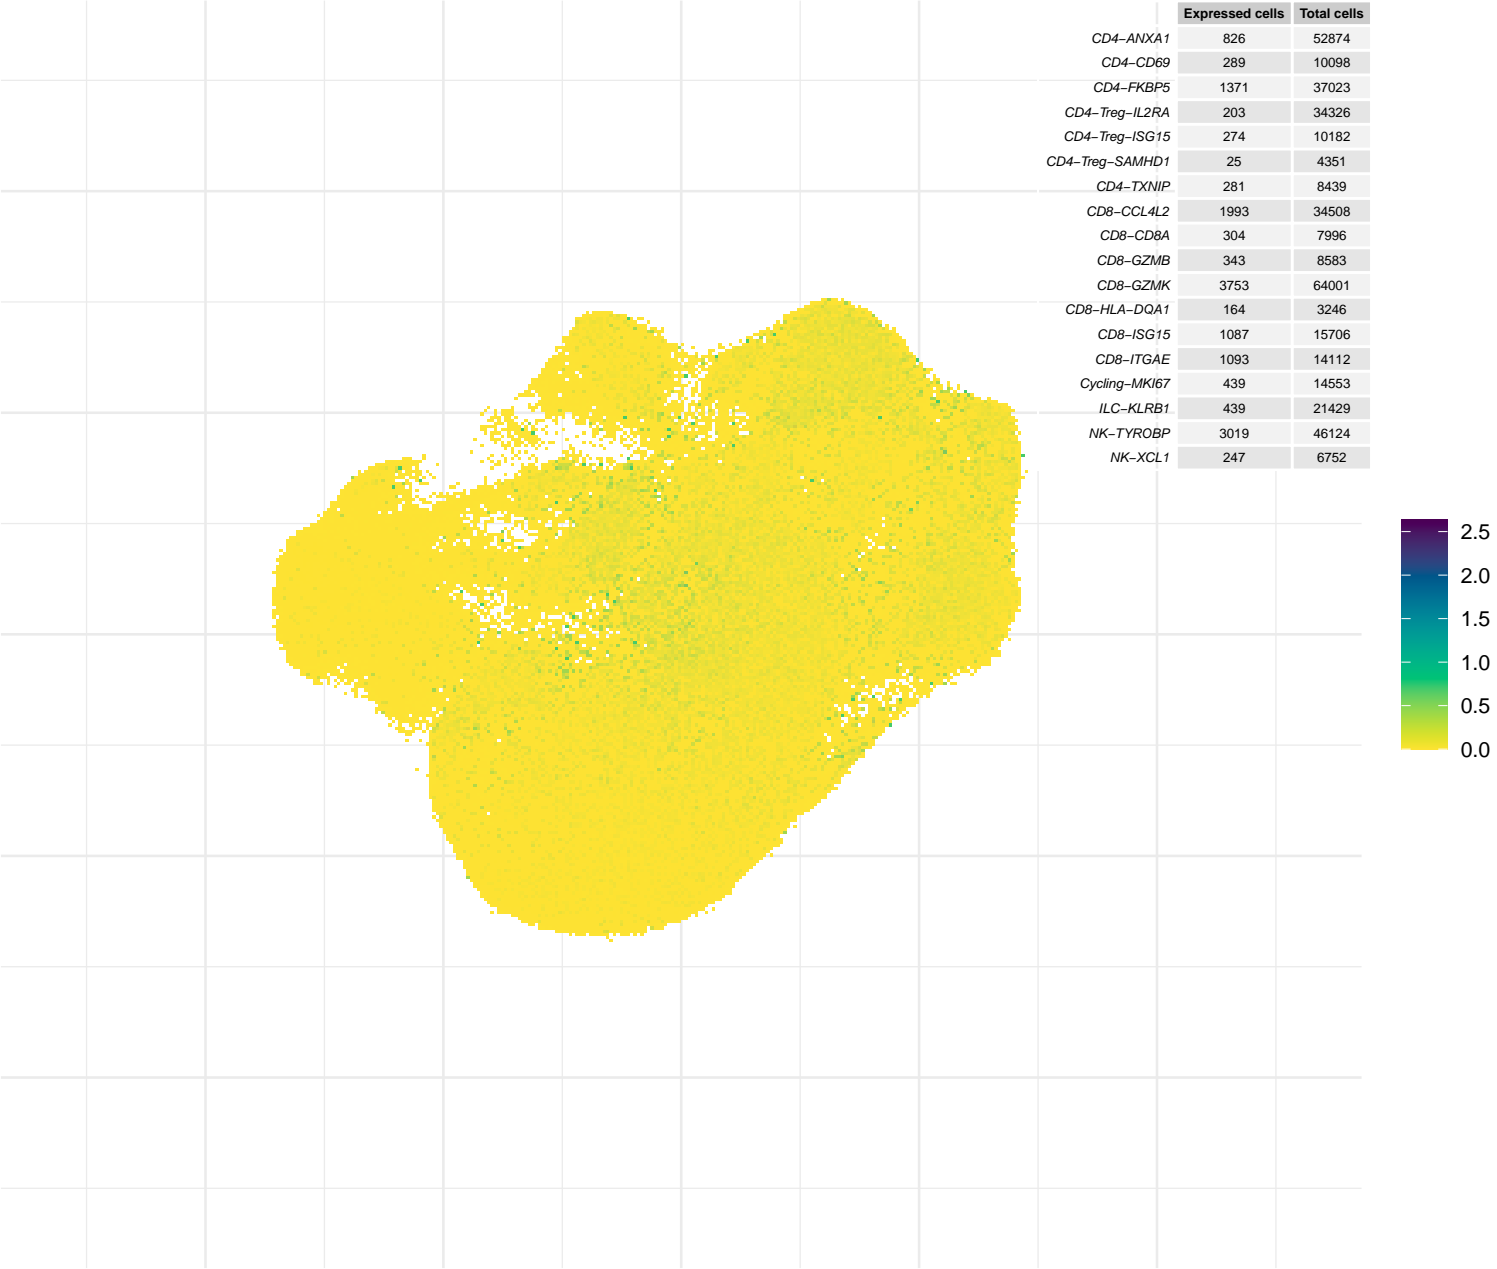 Expressed cells Total cells
CD4−ANXA1 826 52874
CD4−CD69 289 10098
CD4−FKBP5 1371 37023
CD4−Treg−IL2RA 203 34326
CD4−Treg−ISG15 274 10182
CD4−Treg−SAMHD1 25 4351
CD4−TXNIP 281 8439
CD8−CCL4L2 1993 34508
CD8−CD8A 304 7996
CD8−GZMB 343 8583
CD8−GZMK 3753 64001
CD8−HLA−DQA1 164 3246
CD8−ISG15 1087 15706
CD8−ITGAE 1093 14112
Cycling−MKI67 439 14553
ILC−KLRB1 439 21429
NK−TYROBP 3019 46124
NK−XCL1 247 6752
2.5
2.0
1.5
1.0
0.5
0.0